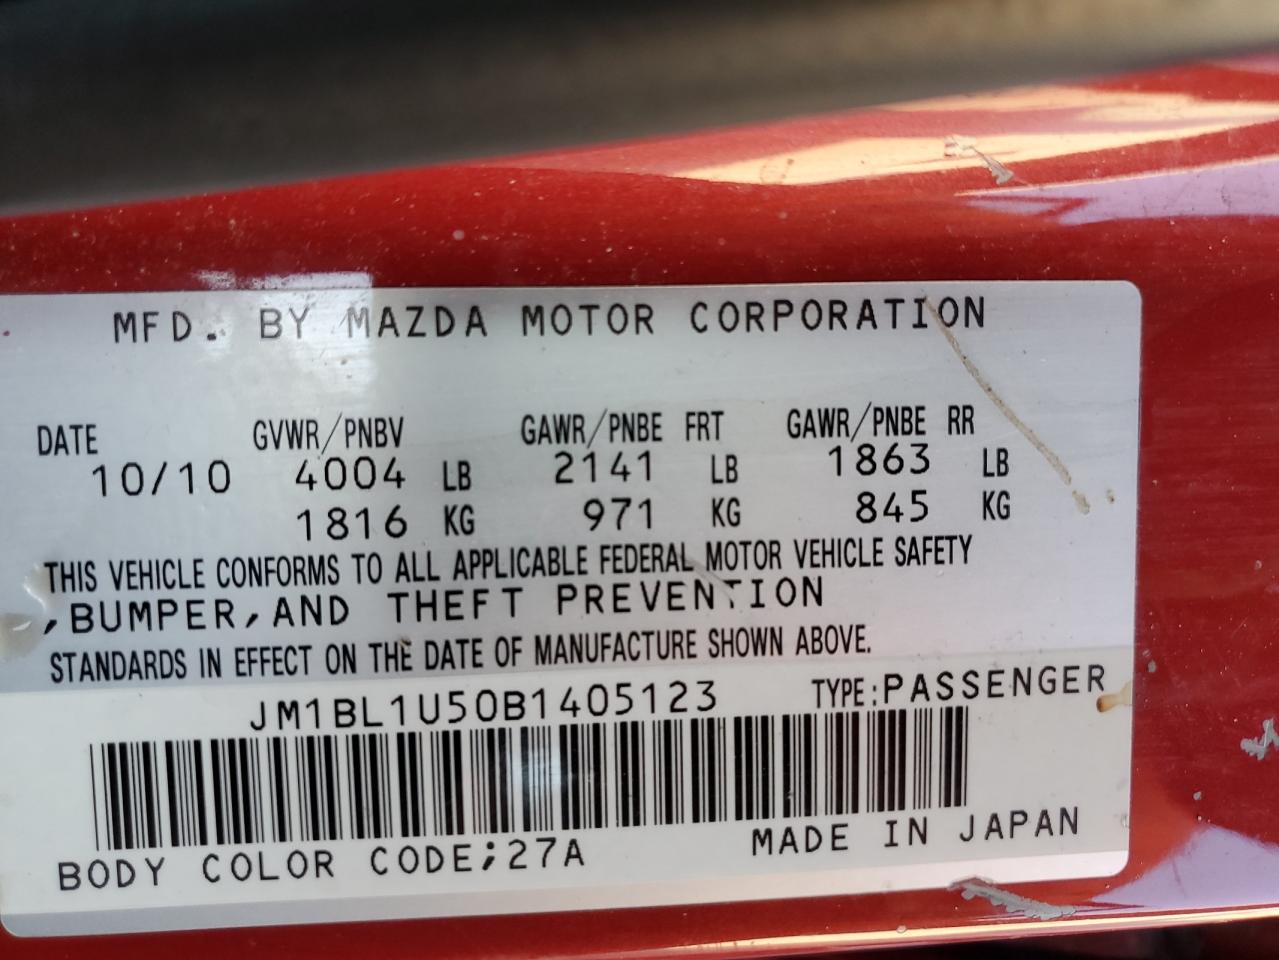 MFD. BY MAZDA MOTOR CORPORATION
DATE GVWR/PNBV GAWR/PNBE FRT GAWR/PNBE RR
10/10 4004 LB 2141 LB 1863 LB
1816 KG 971 KG 845 KG
THIS VEHICLE CONFORMS TO ALL APPLICABLE FEDERAL MOTOR VEHICLE SAFETY
,BUMPER,AND THEFT PREVENTION
STANDARDS IN EFFECT ON THE DATE OF MANUFACTURE SHOWN ABOVE.
JM1BL1U50B1405123 TYPE:PASSENGER
BODY COLOR CODE;27A MADE IN JAPAN